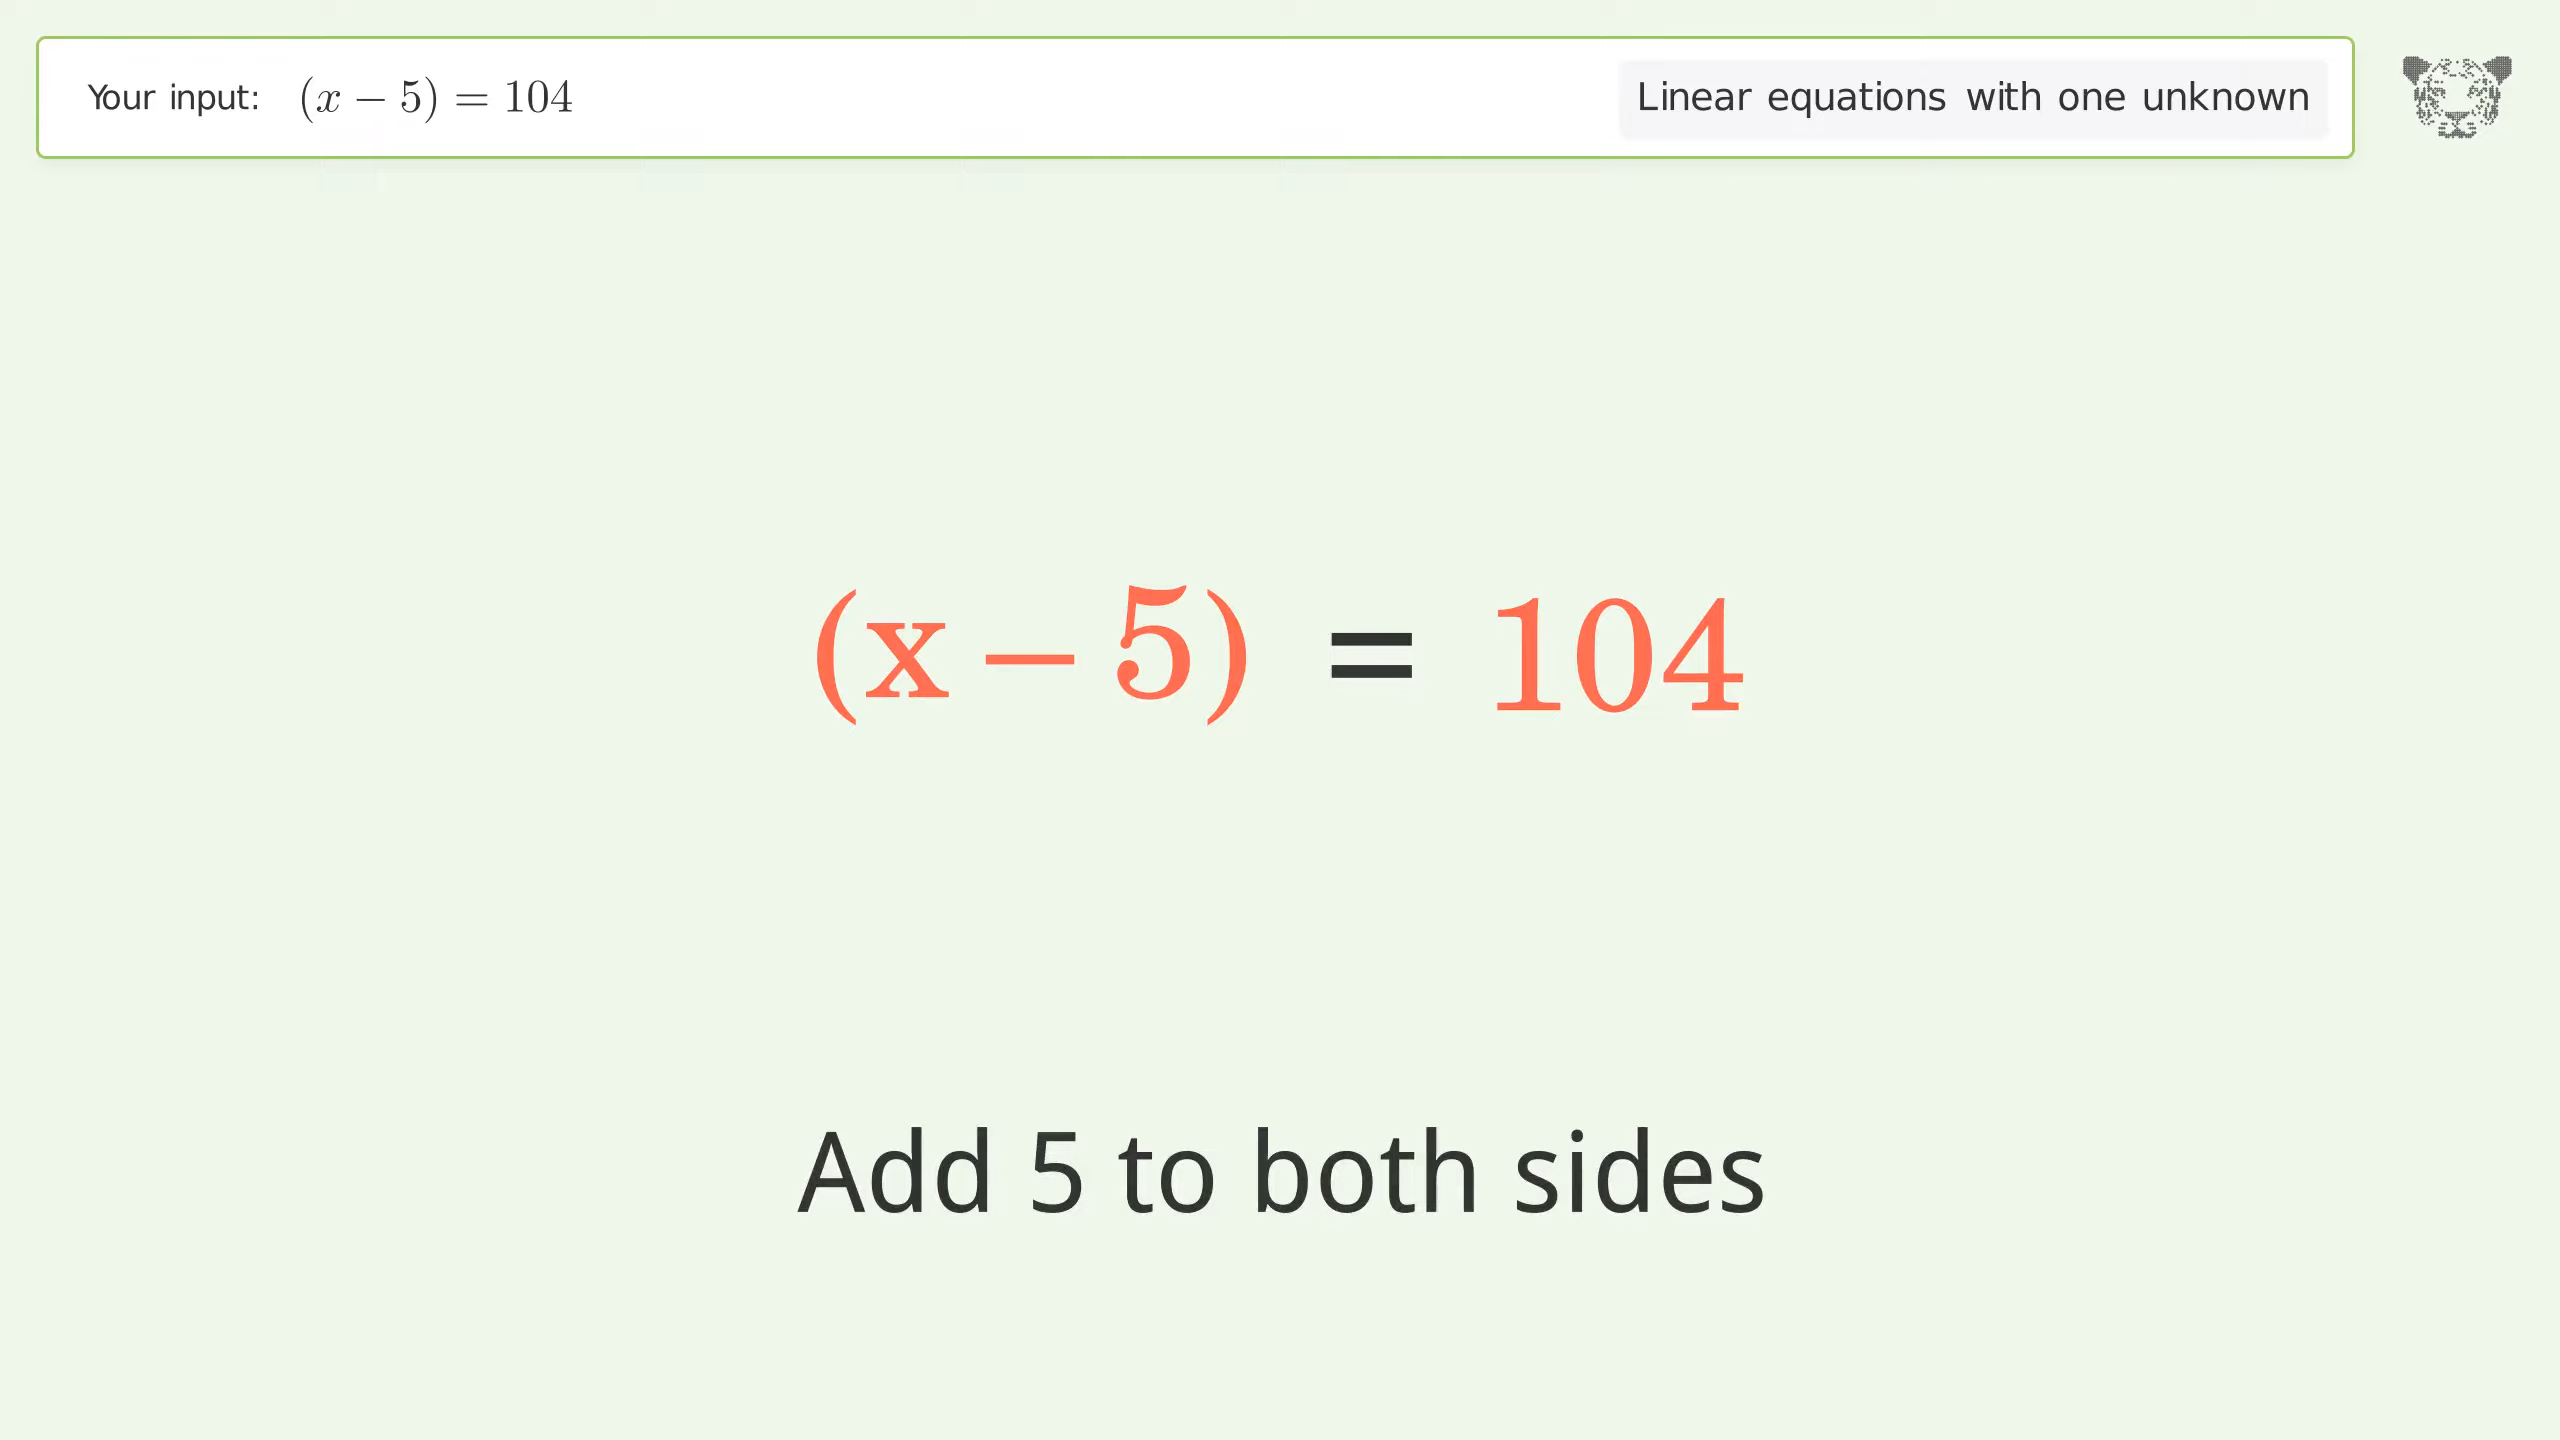 Your input: (x − 5) = 104
Linear equations with one unknown
(x − 5) = 104
Add 5 to both sides